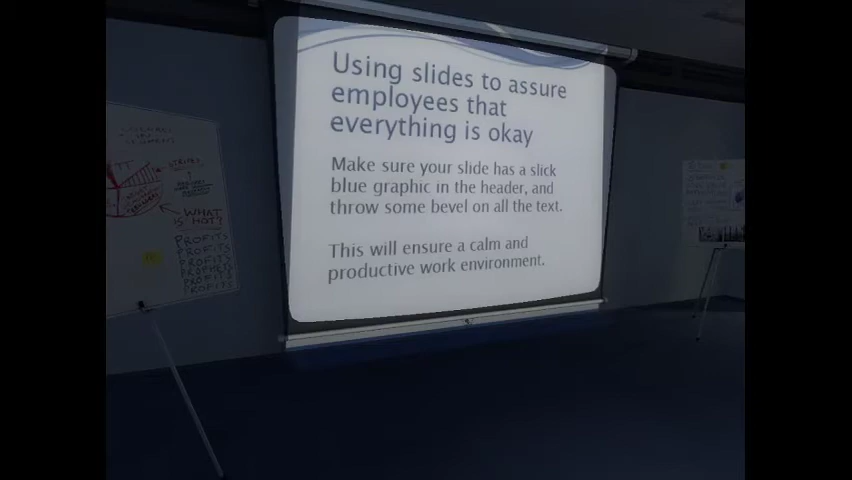 Using slides to assure
employees that
everything is okay
Make sure your slide has a slick
blue graphic in the header, and
throw some bevel on all the text.
This will ensure a calm and
productive work environment.
WHAT
IS HOT?
PROFITS
PROFITS
PROFITS
PROPHETS
PROFITS
PROFITS